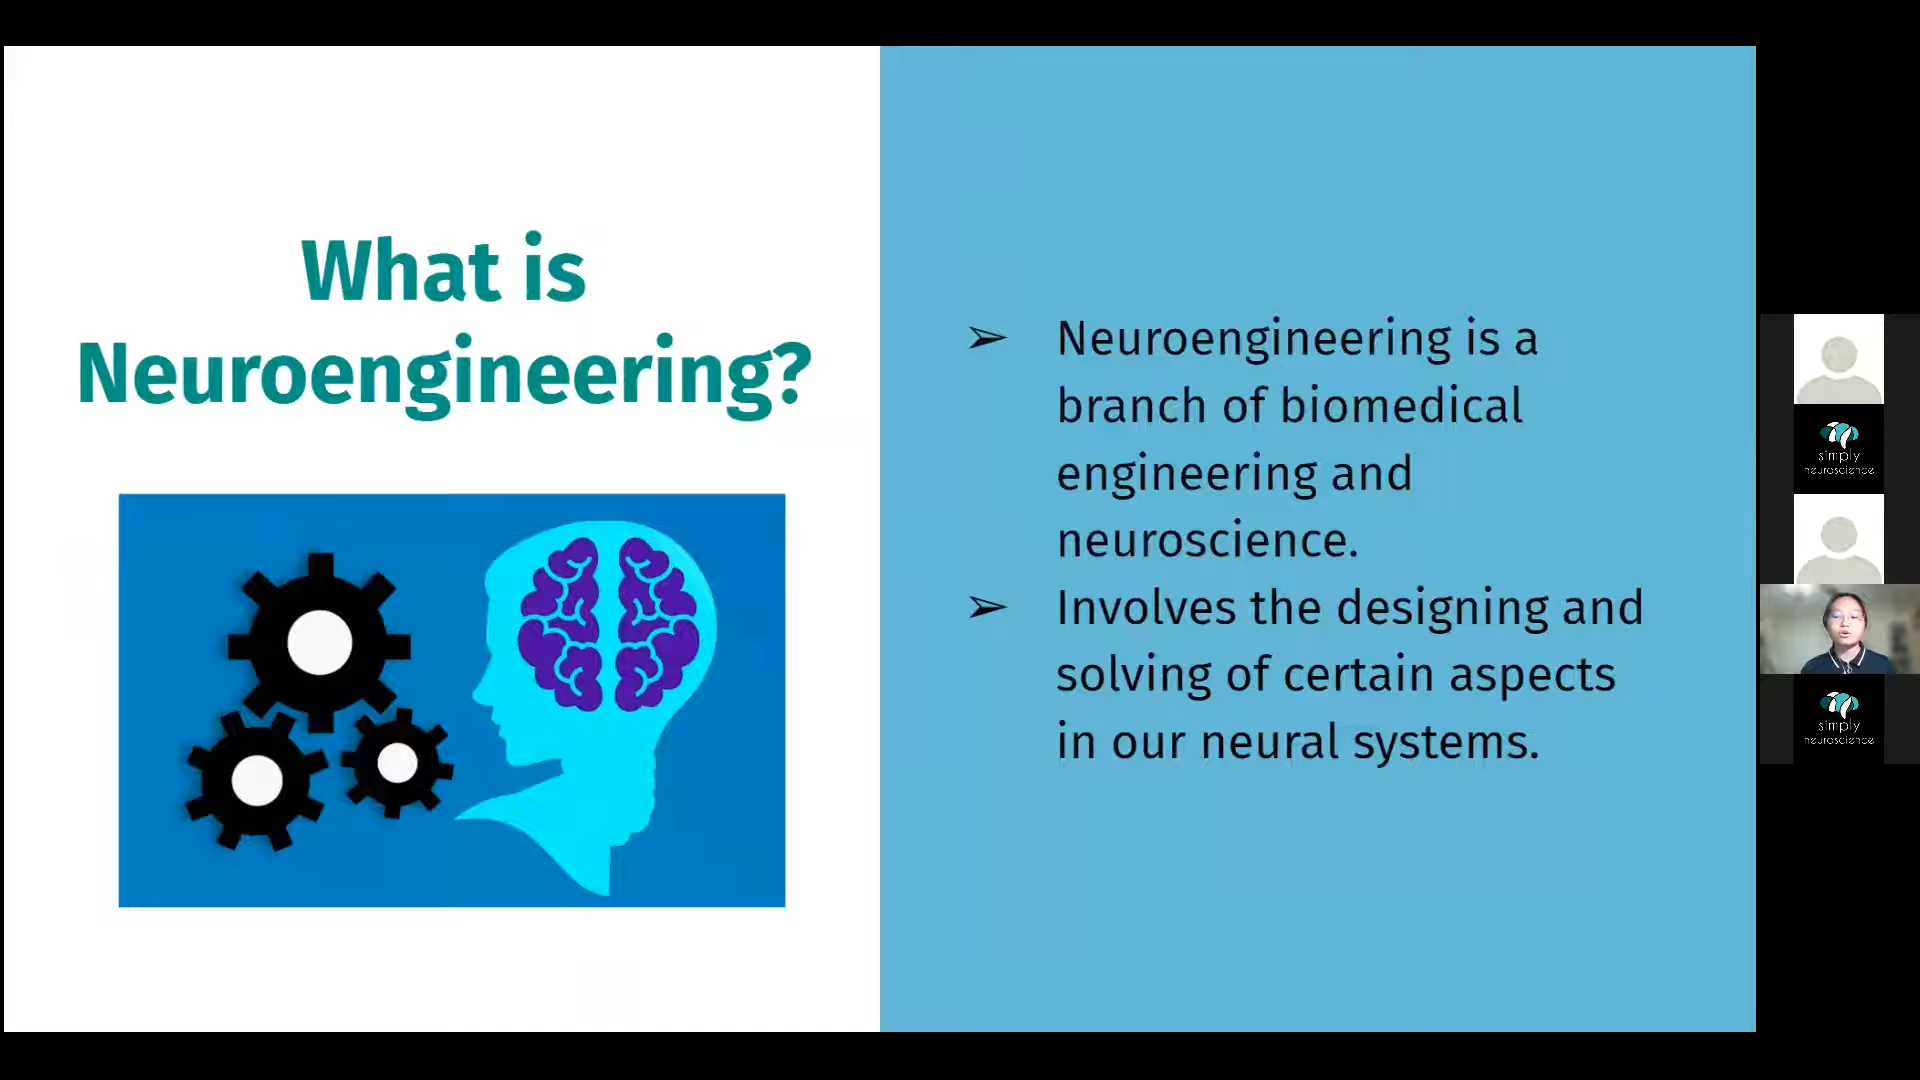 What is
Neuroengineering?
➢ Neuroengineering is a
branch of biomedical
engineering and
neuroscience.
➢ Involves the designing and
solving of certain aspects
in our neural systems.
simply
neuroscience
simply
neuroscience